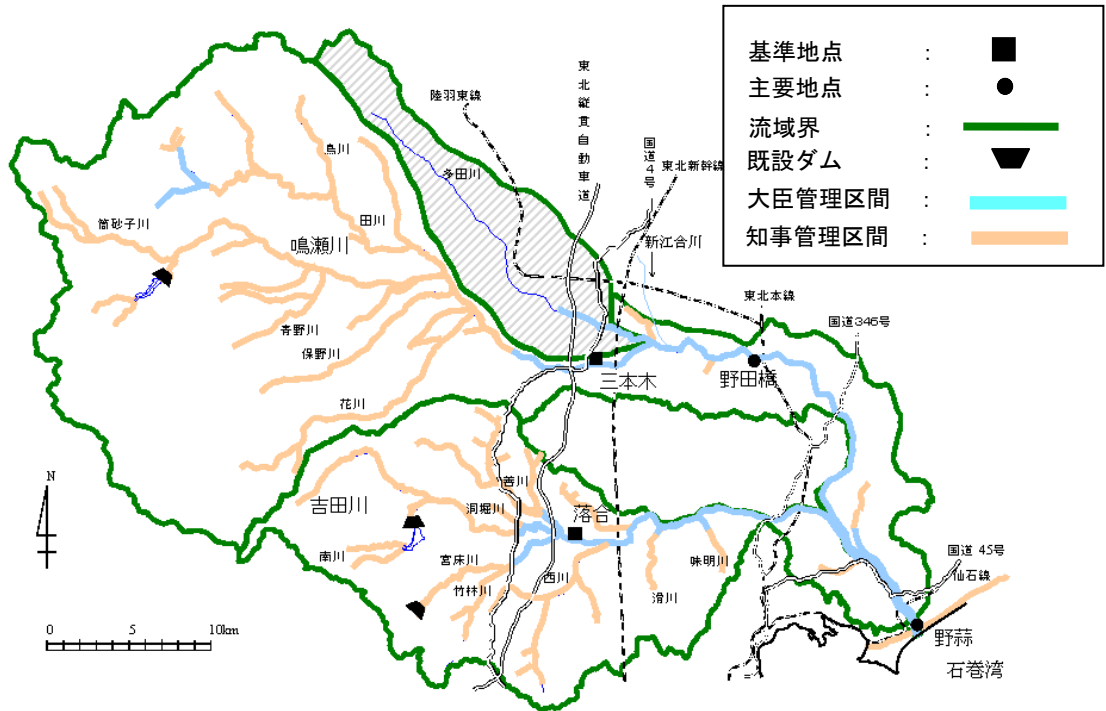 基準地点 :
主要地点 :
流域界 :
既設ダム :
大臣管理区間 :
知事管理区間 :
東北縦貫自動車道
陸羽東線
国道4号
東北新幹線
鳥川
多田川
筒砂子川
田川
鳴瀬川
新江合川
東北本線
国道346号
青野川
保野川
三本木
野田橋
花川
善川
吉田川
洞堀川
落合
南川
宮床川
竹林川
西川
味明川
滑川
国道 45号
仙石線
野蒜
石巻湾
N
0 5 10km